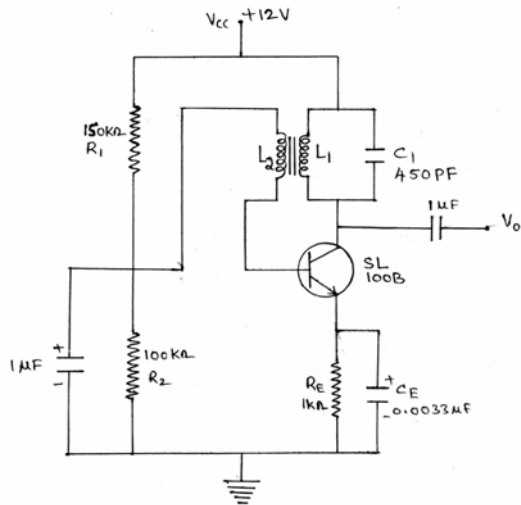 Vcc +12V
150KΩ
R1
L2
L1
C1
450PF
1µF
Vo
SL
100B
1µF
+
-
100KΩ
R2
RE
1KΩ
+
CE
-0.0033µF